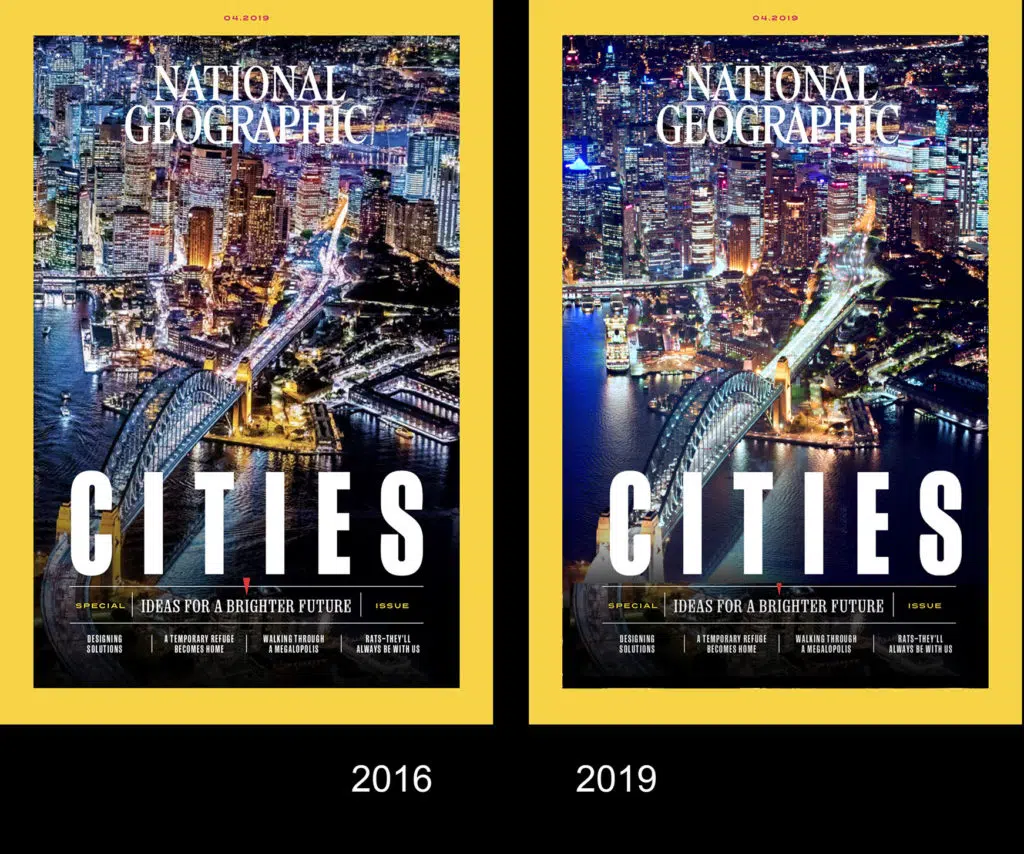 04.2019
NATIONAL
GEOGRAPHIC
CITIES
SPECIAL
IDEAS FOR A BRIGHTER FUTURE
ISSUE
DESIGNING
SOLUTIONS
A TEMPORARY REFUGE
BECOMES HOME
WALKING THROUGH
A MEGALOPOLIS
RATS–THEY'LL
ALWAYS BE WITH US
2016
04.2019
NATIONAL
GEOGRAPHIC
CITIES
SPECIAL
IDEAS FOR A BRIGHTER FUTURE
ISSUE
DESIGNING
SOLUTIONS
A TEMPORARY REFUGE
BECOMES HOME
WALKING THROUGH
A MEGALOPOLIS
RATS–THEY'LL
ALWAYS BE WITH US
2019